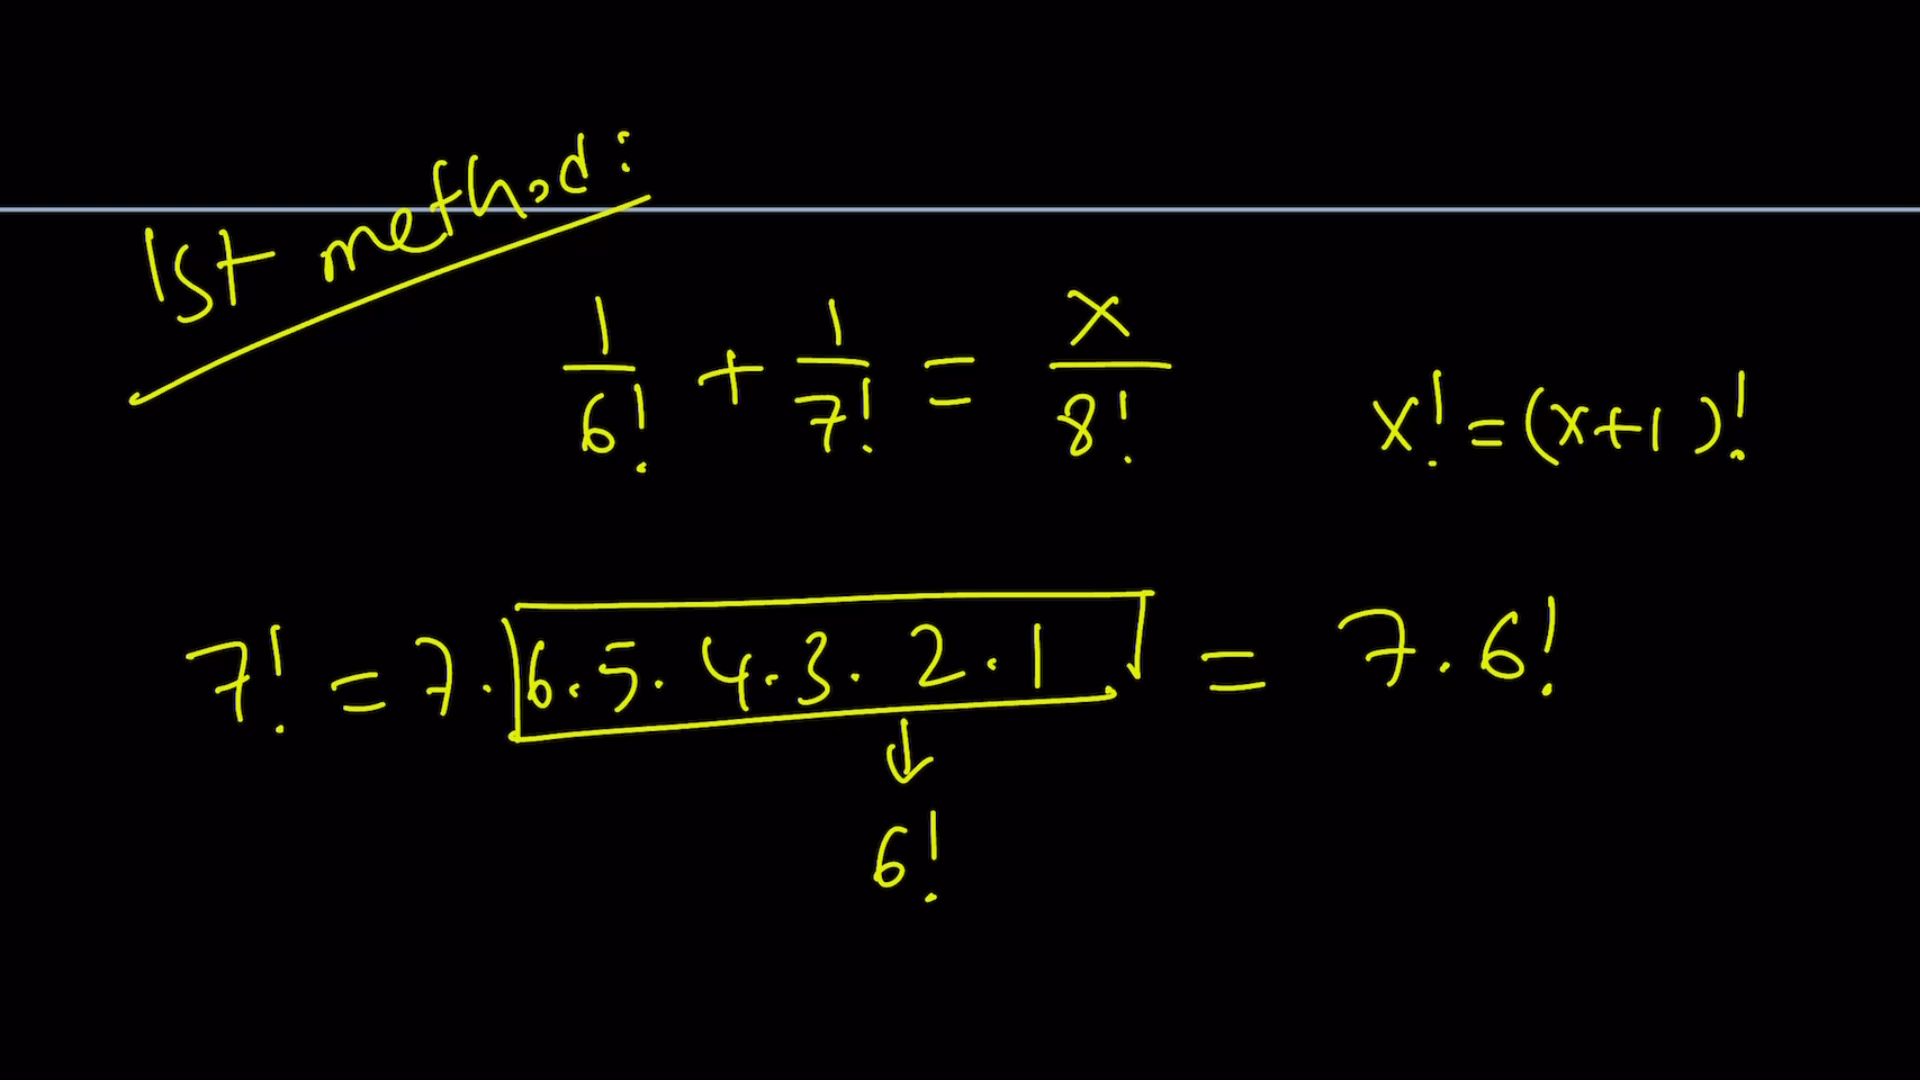 1st method:
1/6! + 1/7! = x/8!
x! = (x+1)!
7! = 7.6.5.4.3.2.1 = 7.6!
↓
6!